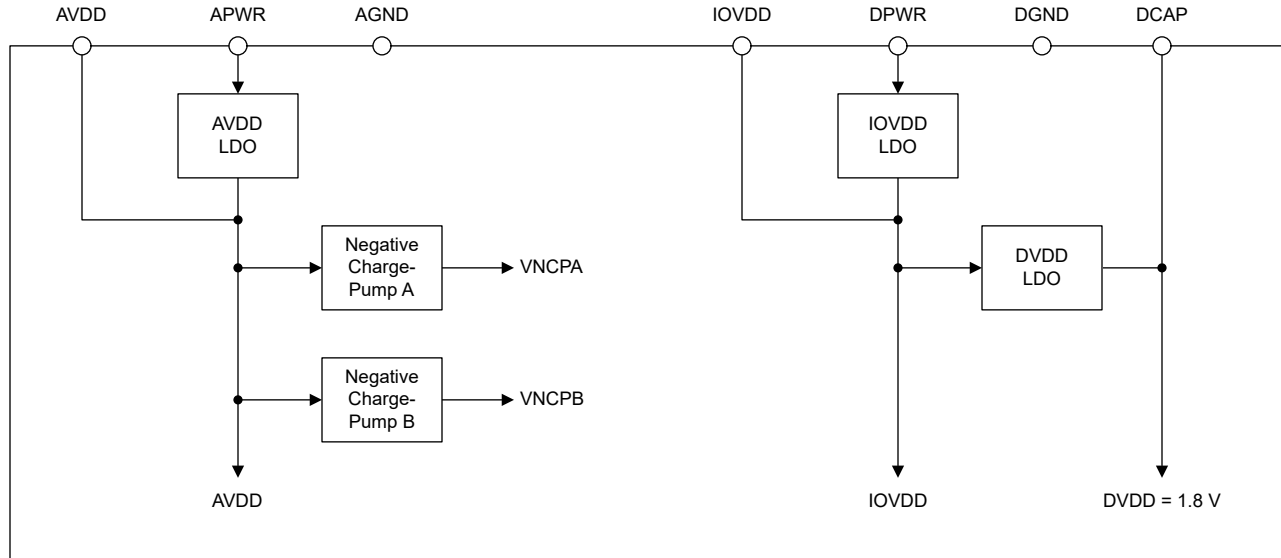 AVDD
APWR
AGND
IOVDD
DPWR
DGND
DCAP
AVDD
LDO
IOVDD
LDO
Negative
Charge-
Pump A
VNCPA
DVDD
LDO
Negative
Charge-
Pump B
VNCPB
AVDD
IOVDD
DVDD = 1.8 V